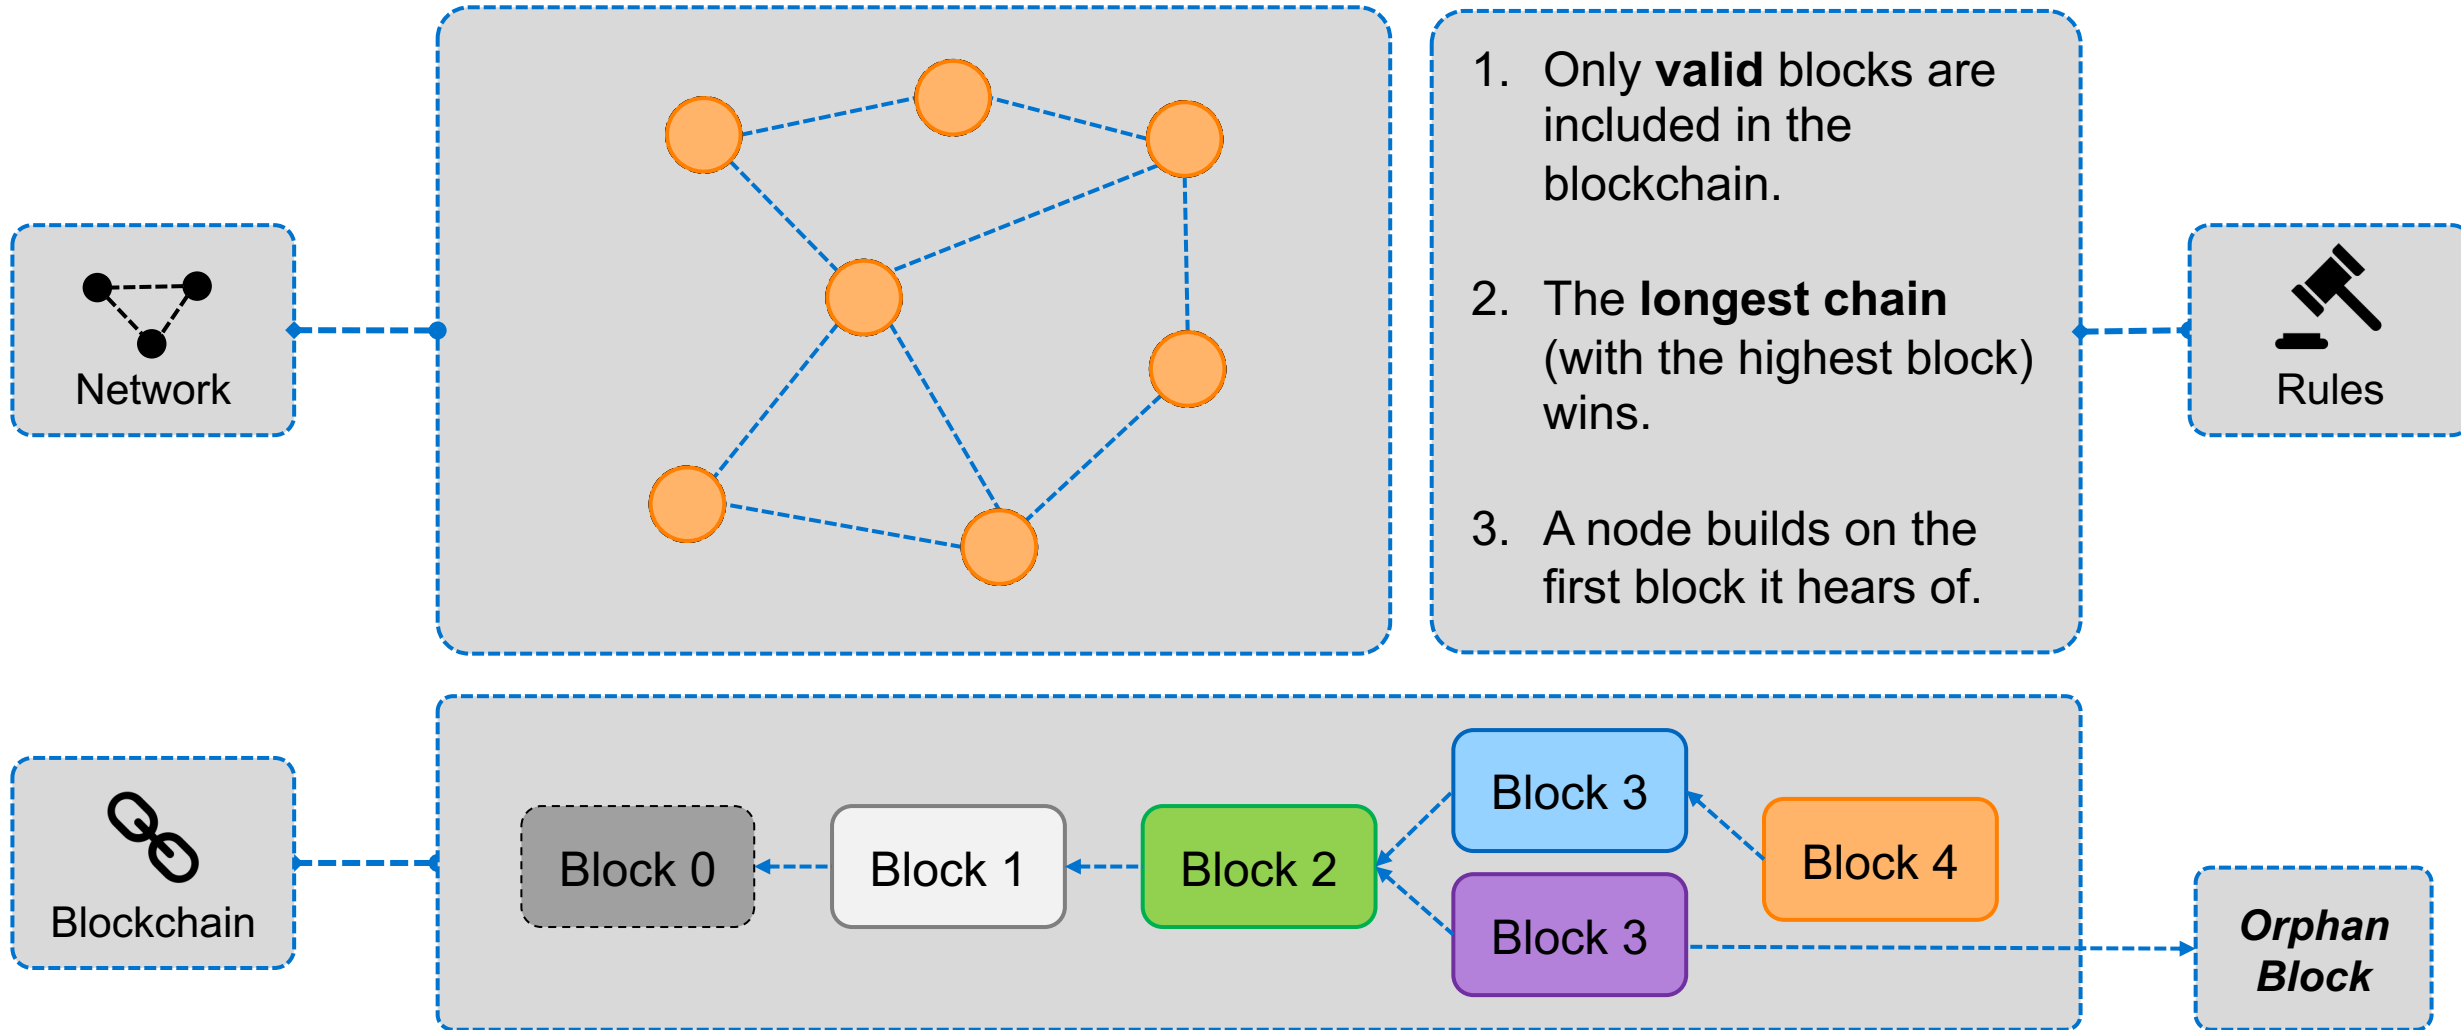 Network
1. Only valid blocks are
included in the
blockchain.
2. The longest chain
(with the highest block)
wins.
3. A node builds on the
first block it hears of.
Rules
Blockchain
Block 0
Block 1
Block 2
Block 3
Block 3
Block 4
Orphan
Block